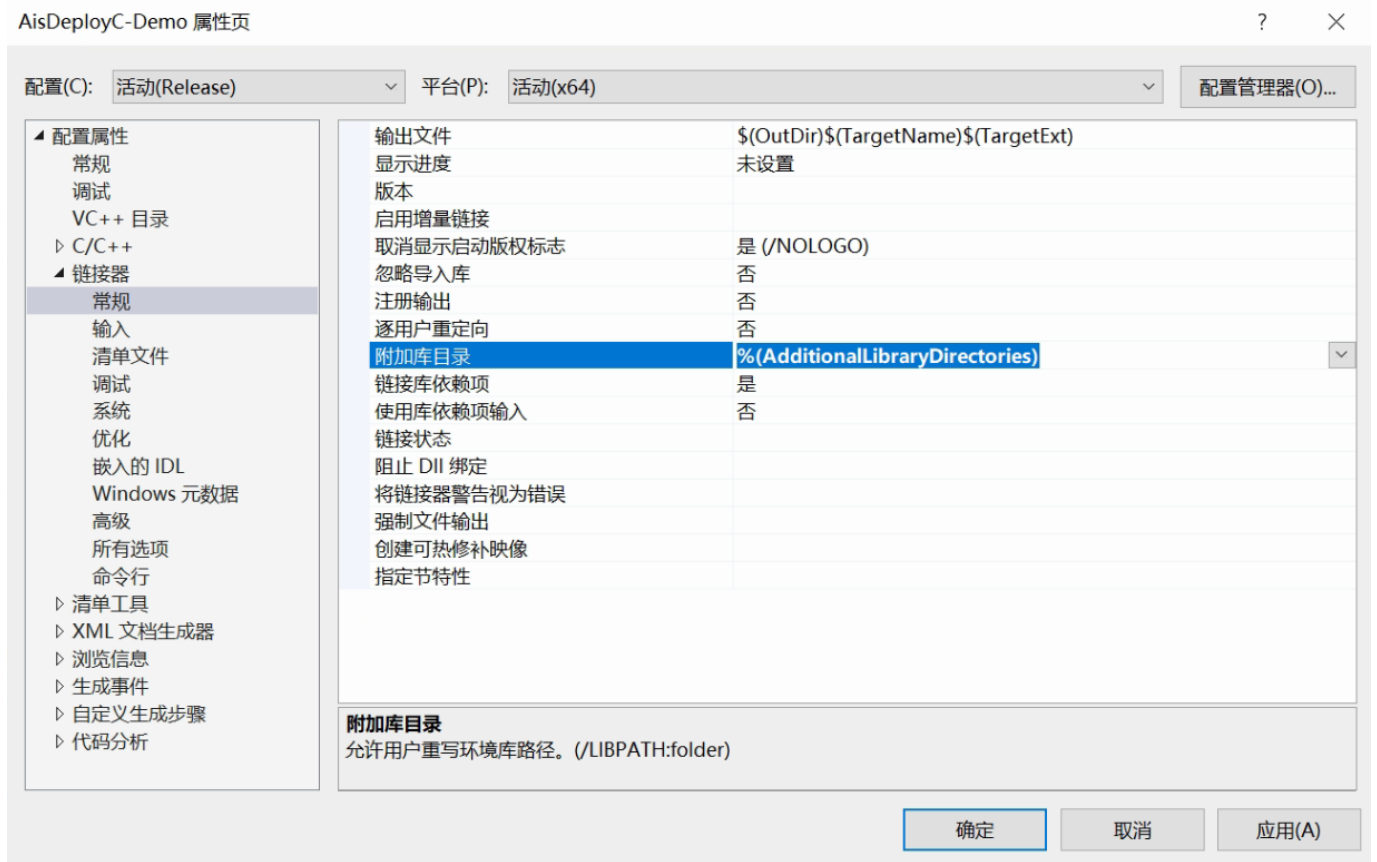 AisDeployC-Demo 属性页
?
配置(C):
活动(Release)
平台(P):
活动(x64)
配置管理器(O)...
配置属性
常规
调试
VC++ 目录
C/C++
链接器
常规
输入
清单文件
调试
系统
优化
嵌入的 IDL
Windows 元数据
高级
所有选项
命令行
清单工具
XML 文档生成器
浏览信息
生成事件
自定义生成步骤
代码分析
输出文件 $(OutDir)$(TargetName)$(TargetExt)
显示进度 未设置
版本
启用增量链接
取消显示启动版权标志 是 (/NOLOGO)
忽略导入库 否
注册输出 否
逐用户重定向 否
附加库目录 %(AdditionalLibraryDirectories)
链接库依赖项 是
使用库依赖项输入 否
链接状态
阻止 Dll 绑定
将链接器警告视为错误
强制文件输出
创建可热修补映像
指定节特性
附加库目录
允许用户重写环境库路径。(/LIBPATH:folder)
确定
取消
应用(A)